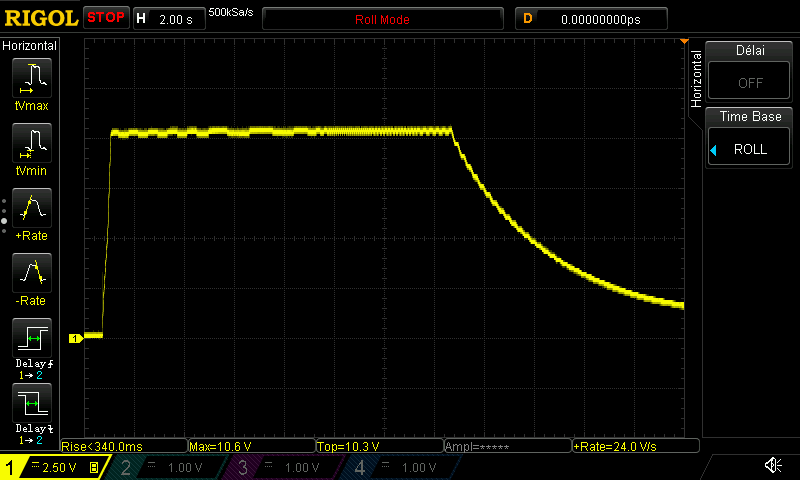 RIGOL STOP H 2.00 s 500kSa/s Roll Mode D 0.00000000ps
Horizontal
tVmax
tVmin
+Rate
-Rate
Delay
1→2
Delay
1→2
1
Horizontal
Délai
OFF
Time Base
ROLL
Rise<340.0ms Max=10.6 V Top=10.3 V Ampl=***** +Rate=24.0 V/s
1 2.50 V B 2 1.00 V 3 1.00 V 4 1.00 V